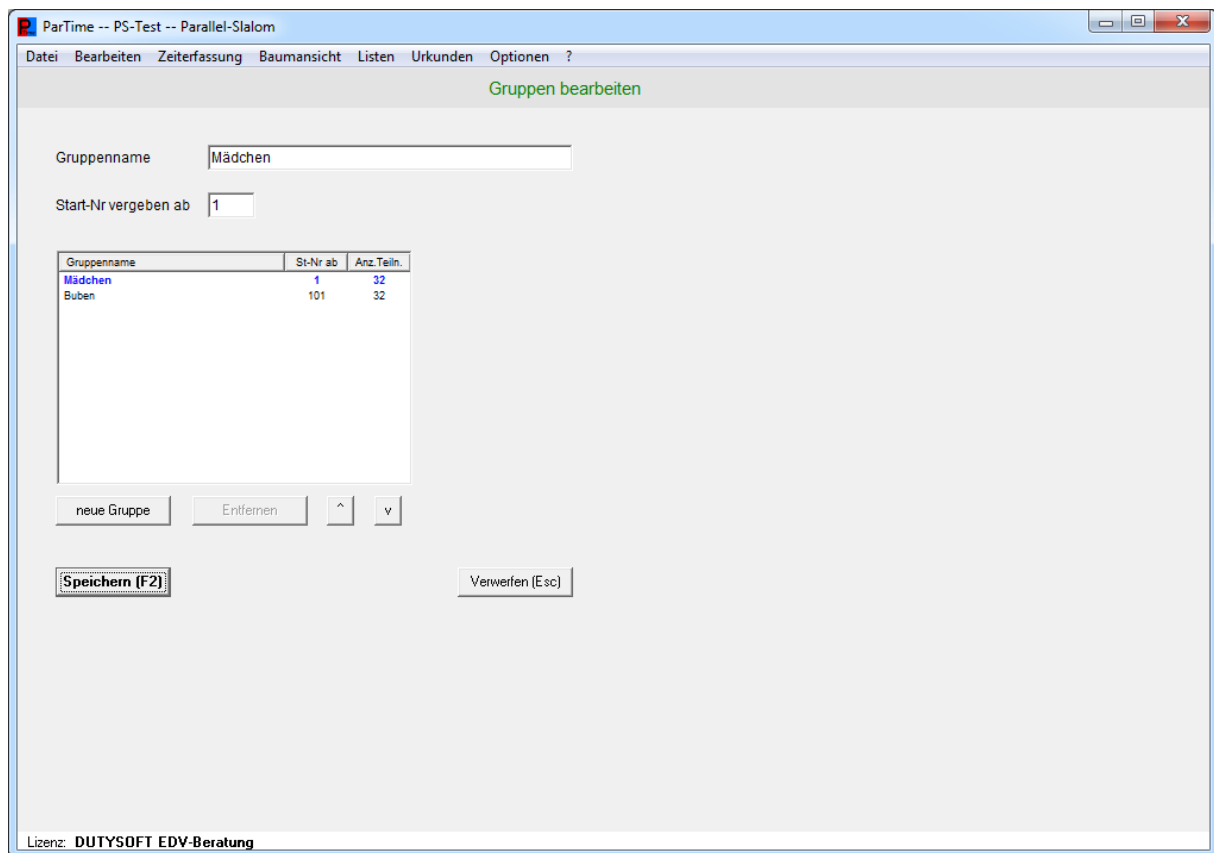 ParTime -- PS-Test -- Parallel-Slalom
Datei Bearbeiten Zeiterfassung Baumansicht Listen Urkunden Optionen ?
Gruppen bearbeiten
Gruppenname Mädchen
Start-Nr vergeben ab 1
Gruppenname St-Nr ab Anz.Teiln.
Mädchen 1 32
Buben 101 32
neue Gruppe Entfernen ^ v
Speichern (F2) Verwerfen (Esc)
Lizenz: DUTYSOFT EDV-Beratung